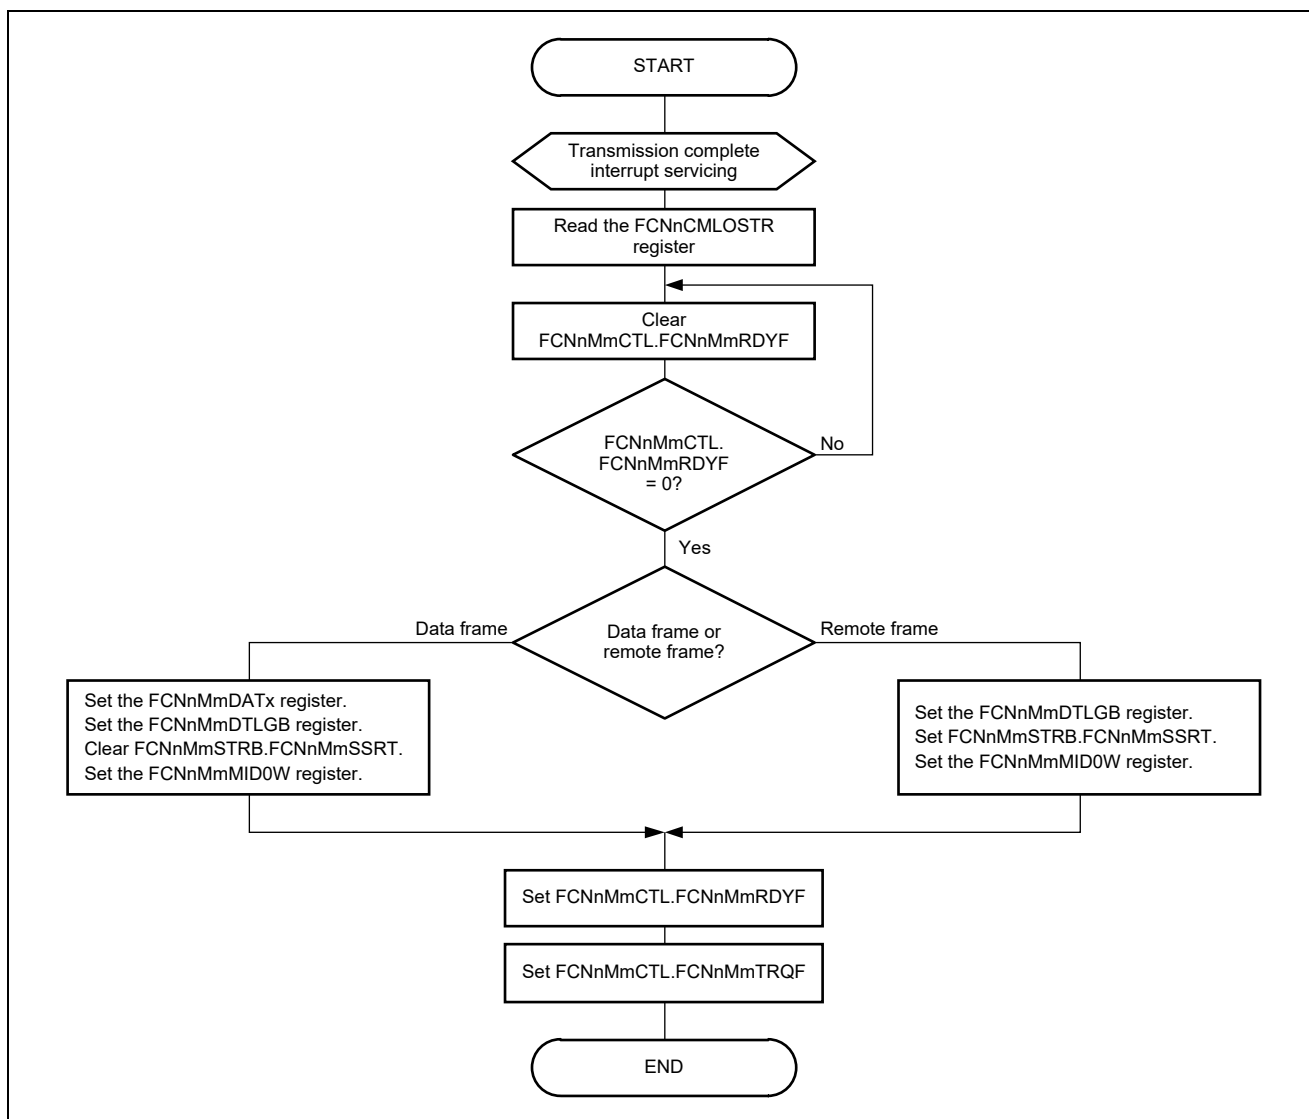 START
Transmission complete
interrupt servicing
Read the FCNnCMLOSTR
register
Clear
FCNnMmCTL.FCNnMmRDYF
FCNnMmCTL.
FCNnMmRDYF
= 0?
No
Yes
Data frame or
remote frame?
Data frame
Remote frame
Set the FCNnMmDATx register.
Set the FCNnMmDTLGB register.
Clear FCNnMmSTRB.FCNnMmSSRT.
Set the FCNnMmMID0W register.
Set the FCNnMmDTLGB register.
Set FCNnMmSTRB.FCNnMmSSRT.
Set the FCNnMmMID0W register.
Set FCNnMmCTL.FCNnMmRDYF
Set FCNnMmCTL.FCNnMmTRQF
END